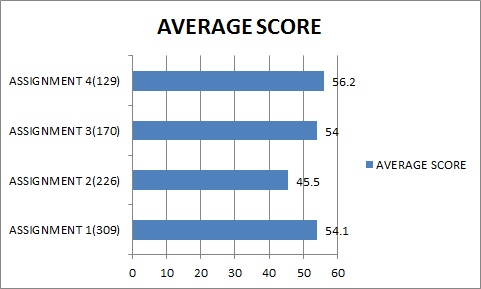 AVERAGE SCORE
ASSIGNMENT 4(129)
56.2
ASSIGNMENT 3(170)
54
AVERAGE SCORE
ASSIGNMENT 2(226)
45.5
ASSIGNMENT 1(309)
54.1
0 10 20 30 40 50 60